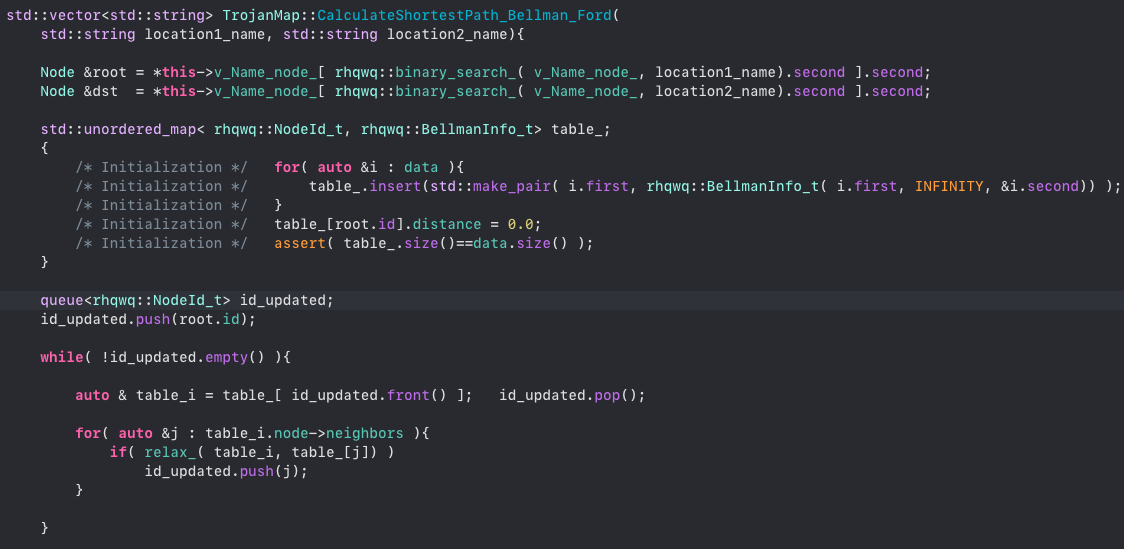 std::vector<std::string> TrojanMap::CalculateShortestPath_Bellman_Ford(
    std::string location1_name, std::string location2_name){

    Node &root = *this->v_Name_node_[ rhqwq::binary_search_( v_Name_node_, location1_name).second ].second;
    Node &dst  = *this->v_Name_node_[ rhqwq::binary_search_( v_Name_node_, location2_name).second ].second;

    std::unordered_map< rhqwq::NodeId_t, rhqwq::BellmanInfo_t> table_;
    {
        /* Initialization */   for( auto &i : data ){
        /* Initialization */       table_.insert(std::make_pair( i.first, rhqwq::BellmanInfo_t( i.first, INFINITY, &i.second)) );
        /* Initialization */   }
        /* Initialization */   table_[root.id].distance = 0.0;
        /* Initialization */   assert( table_.size()==data.size() );
    }

    queue<rhqwq::NodeId_t> id_updated;
    id_updated.push(root.id);

    while( !id_updated.empty() ){

        auto & table_i = table_[ id_updated.front() ];   id_updated.pop();

        for( auto &j : table_i.node->neighbors ){
            if( relax_( table_i, table_[j]) )
                id_updated.push(j);
        }

    }